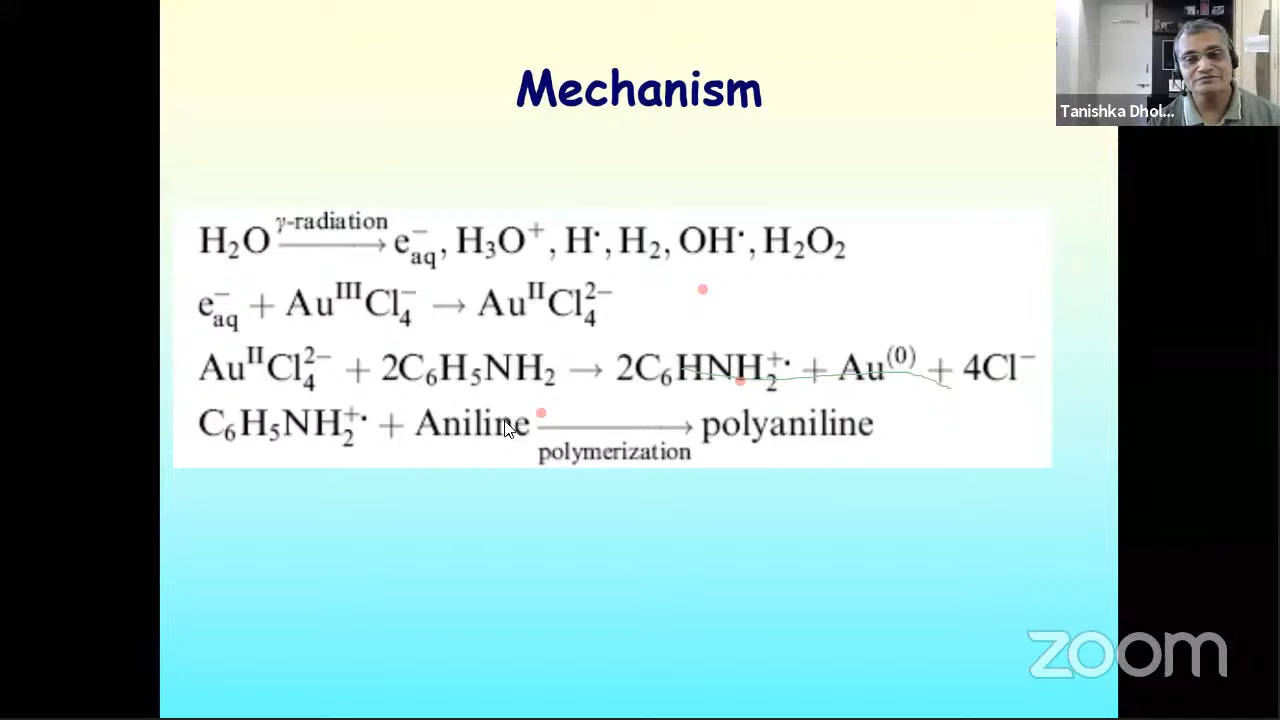 Mechanism
Tanishka Dhol...
H₂O —γ-radiation→ e⁻aq, H₃O⁺, H•, H₂, OH•, H₂O₂
e⁻aq + AuᴵᴵᴵCl₄⁻ → AuᴵᴵCl₄²⁻
AuᴵᴵCl₄²⁻ + 2C₆H₅NH₂ → 2C₆HNH₂⁺• + Au⁽⁰⁾ + 4Cl⁻
C₆H₅NH₂⁺• + Aniline —polymerization→ polyaniline
zoom